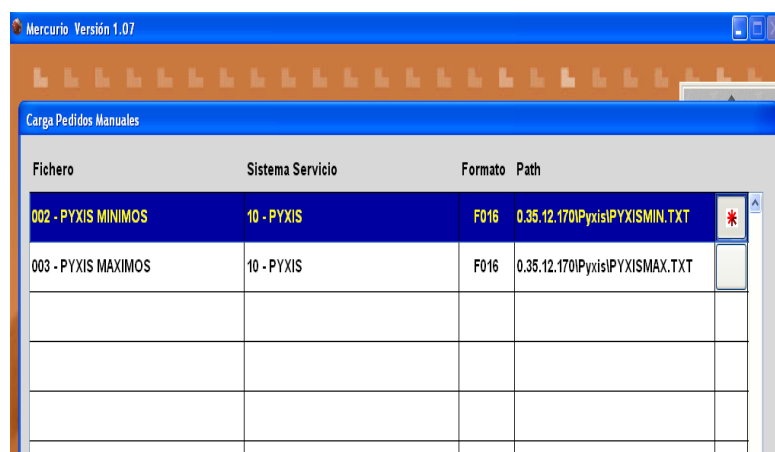 Mercurio Versión 1.07
Carga Pedidos Manuales
Fichero Sistema Servicio Formato Path
002 - PYXIS MINIMOS 10 - PYXIS F016 0.35.12.170\Pyxis\PYXISMIN.TXT
003 - PYXIS MAXIMOS 10 - PYXIS F016 0.35.12.170\Pyxis\PYXISMAX.TXT